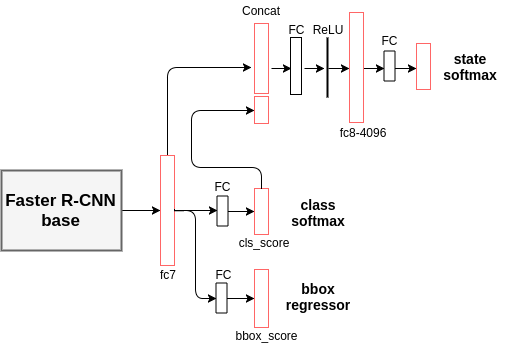 Concat
FC
ReLU
FC
state
softmax
fc8-4096
Faster R-CNN
base
FC
class
softmax
cls_score
fc7
FC
bbox
regressor
bbox_score